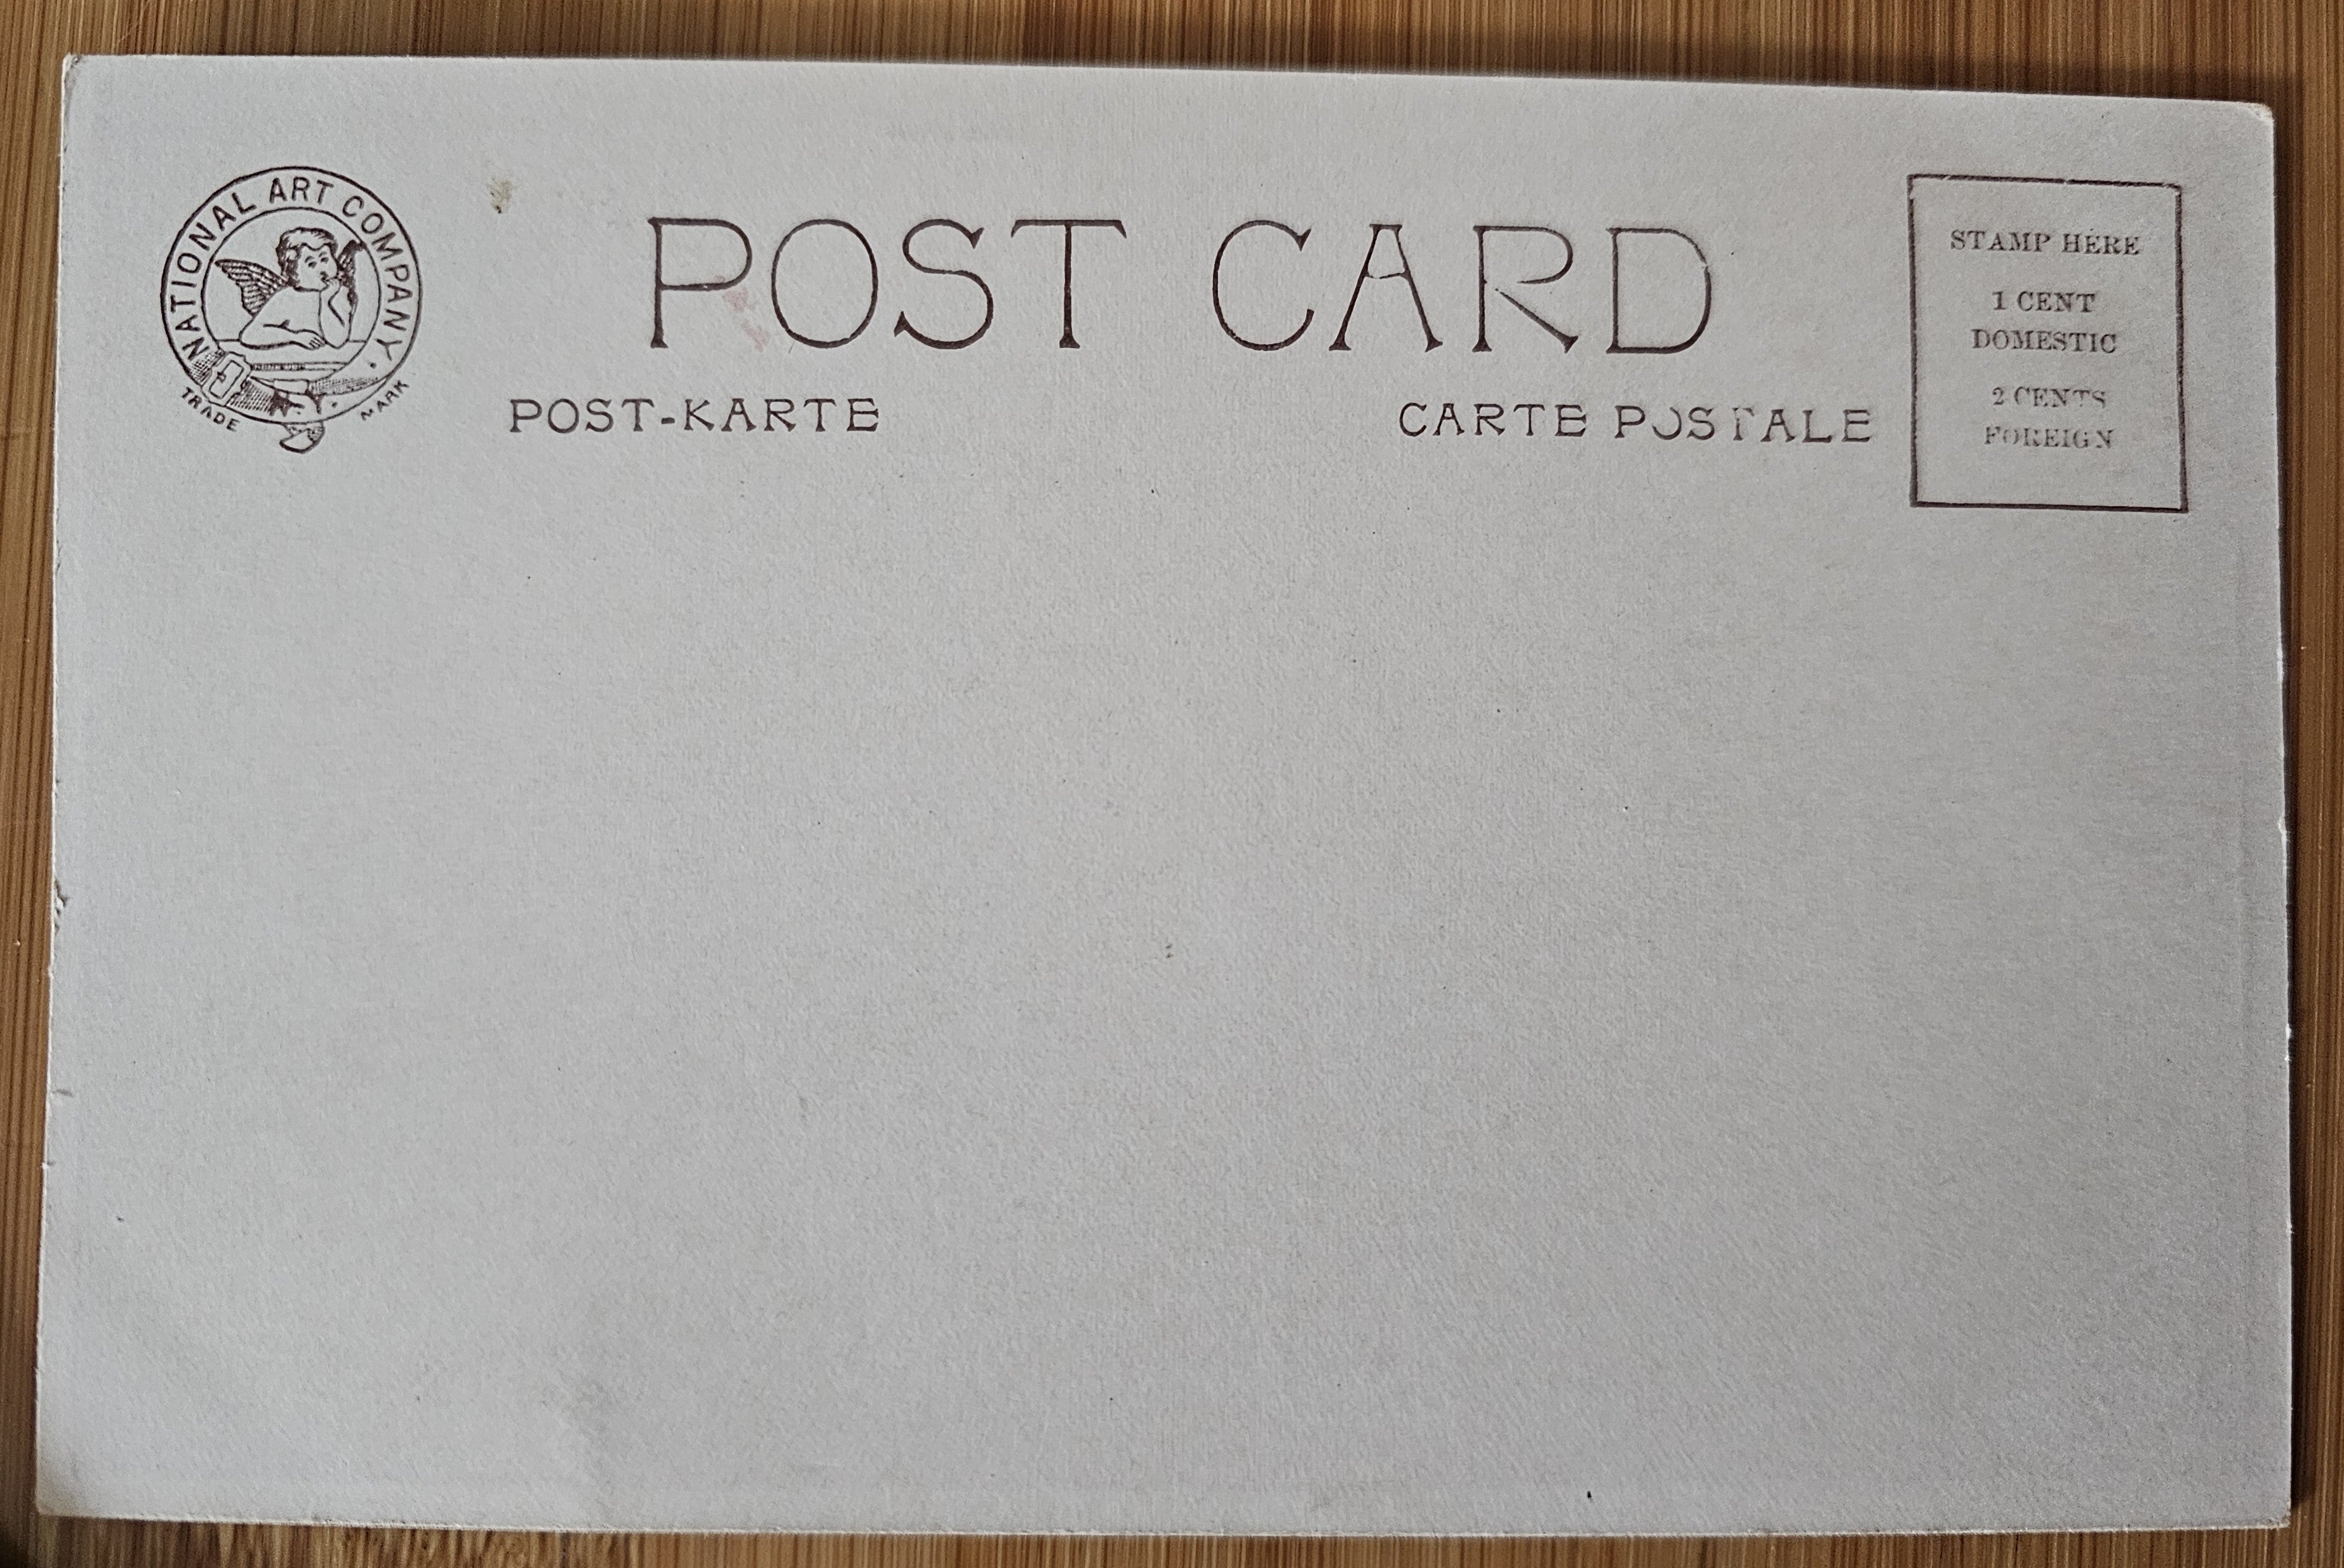 NATIONAL ART COMPANY.
N.Y.
TRADE MARK
POST CARD
POST-KARTE
CARTE POSTALE
STAMP HERE
1 CENT
DOMESTIC
2 CENTS
FOREIGN